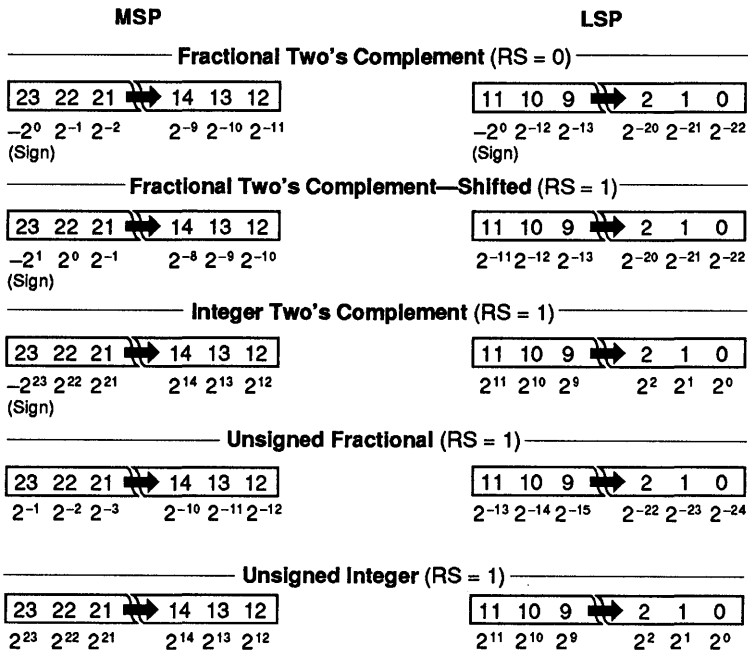 MSP LSP
Fractional Two's Complement (RS = 0)
23 22 21 14 13 12 11 10 9 2 1 0
–2⁰ 2⁻¹ 2⁻² 2⁻⁹ 2⁻¹⁰ 2⁻¹¹ –2⁰ 2⁻¹² 2⁻¹³ 2⁻²⁰ 2⁻²¹ 2⁻²²
(Sign) (Sign)
Fractional Two's Complement—Shifted (RS = 1)
23 22 21 14 13 12 11 10 9 2 1 0
–2¹ 2⁰ 2⁻¹ 2⁻⁸ 2⁻⁹ 2⁻¹⁰ 2⁻¹¹ 2⁻¹² 2⁻¹³ 2⁻²⁰ 2⁻²¹ 2⁻²²
(Sign)
Integer Two's Complement (RS = 1)
23 22 21 14 13 12 11 10 9 2 1 0
–2²³ 2²² 2²¹ 2¹⁴ 2¹³ 2¹² 2¹¹ 2¹⁰ 2⁹ 2² 2¹ 2⁰
(Sign)
Unsigned Fractional (RS = 1)
23 22 21 14 13 12 11 10 9 2 1 0
2⁻¹ 2⁻² 2⁻³ 2⁻¹⁰ 2⁻¹¹ 2⁻¹² 2⁻¹³ 2⁻¹⁴ 2⁻¹⁵ 2⁻²² 2⁻²³ 2⁻²⁴
Unsigned Integer (RS = 1)
23 22 21 14 13 12 11 10 9 2 1 0
2²³ 2²² 2²¹ 2¹⁴ 2¹³ 2¹² 2¹¹ 2¹⁰ 2⁹ 2² 2¹ 2⁰